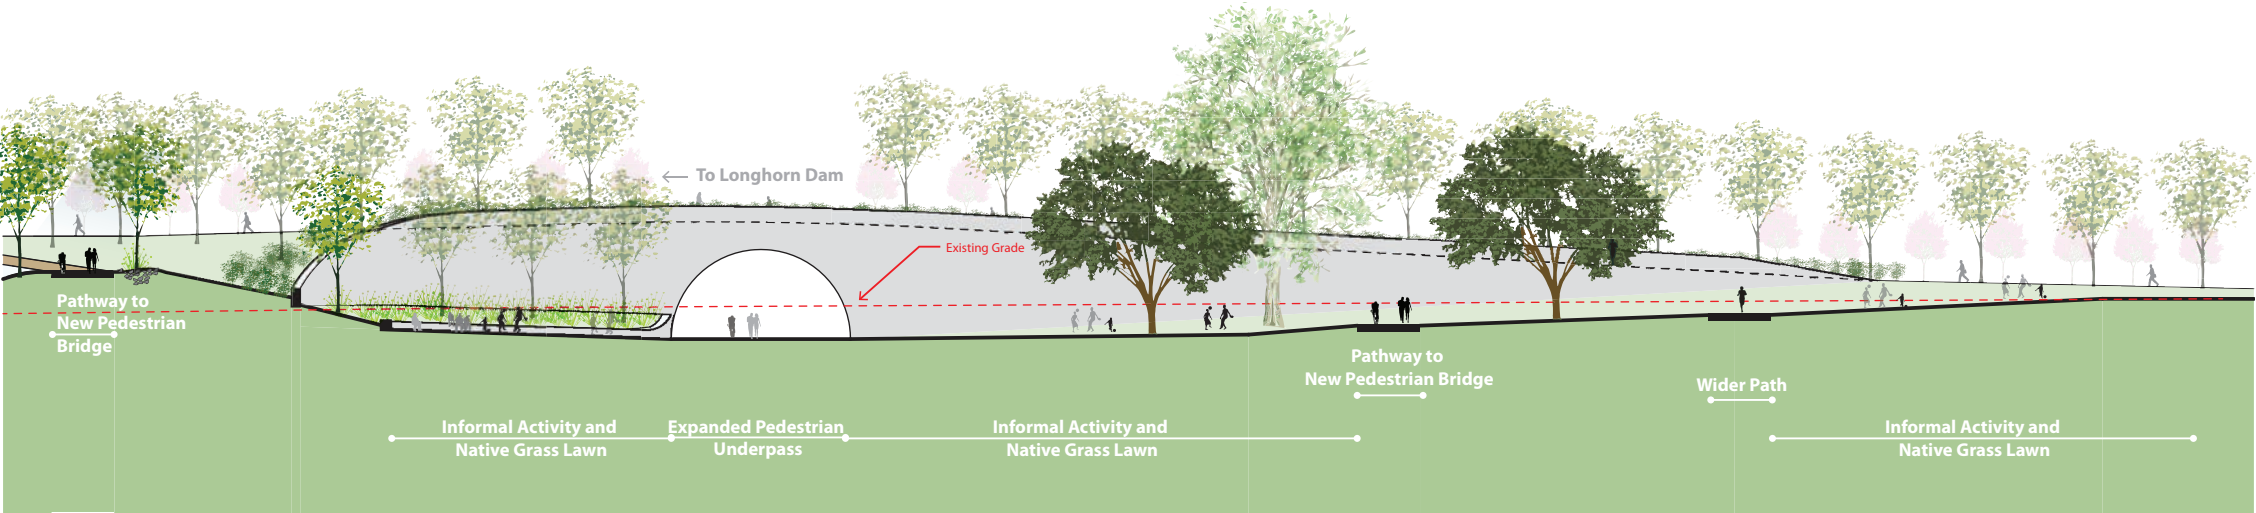 To Longhorn Dam
Existing Grade
Pathway to
New Pedestrian
Bridge
Pathway to
New Pedestrian Bridge
Wider Path
Informal Activity and
Native Grass Lawn
Expanded Pedestrian
Underpass
Informal Activity and
Native Grass Lawn
Informal Activity and
Native Grass Lawn